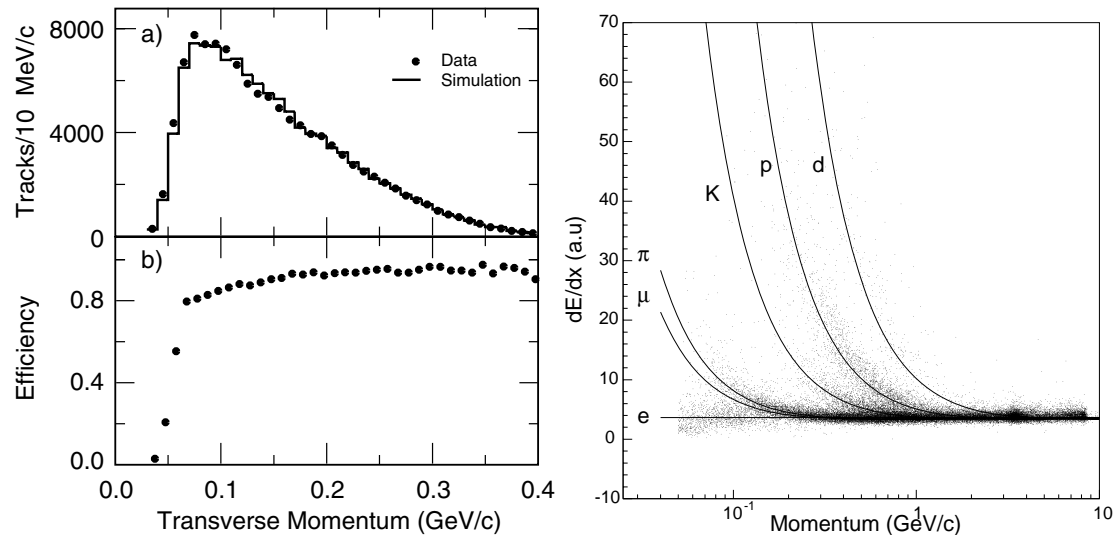 a)
Data
Simulation
Tracks/10 MeV/c
8000
4000
0
b)
Efficiency
0.8
0.4
0.0
0.0 0.1 0.2 0.3 0.4
Transverse Momentum (GeV/c)
dE/dx (a.u)
70
60
50
40
30
20
10
0
-10
K
p
d
π
μ
e
10⁻¹ 1 10
Momentum (GeV/c)